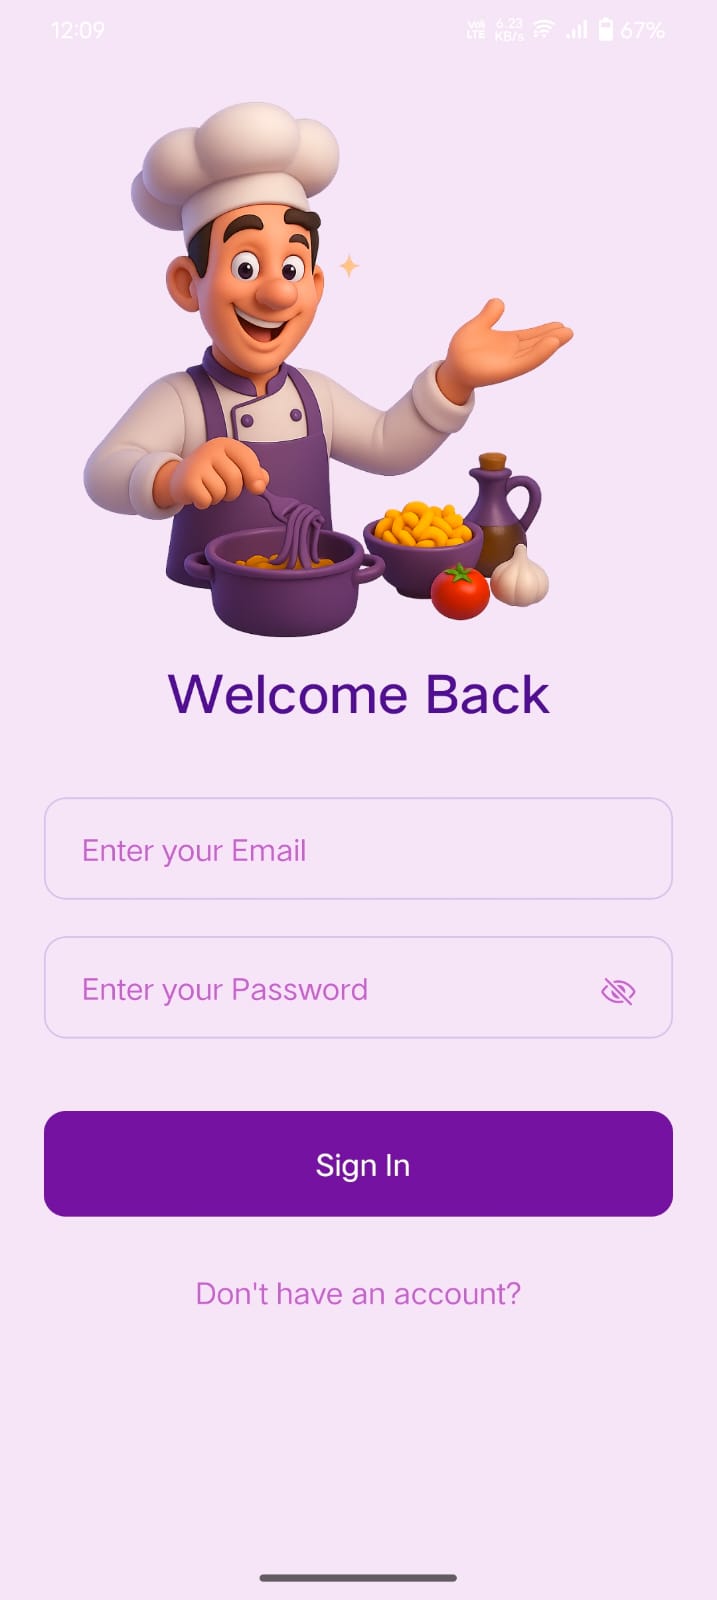 12:09
Vo)
LTE
6.23
KB/s
67%
Welcome Back
Enter your Email
Enter your Password
Sign In
Don't have an account?